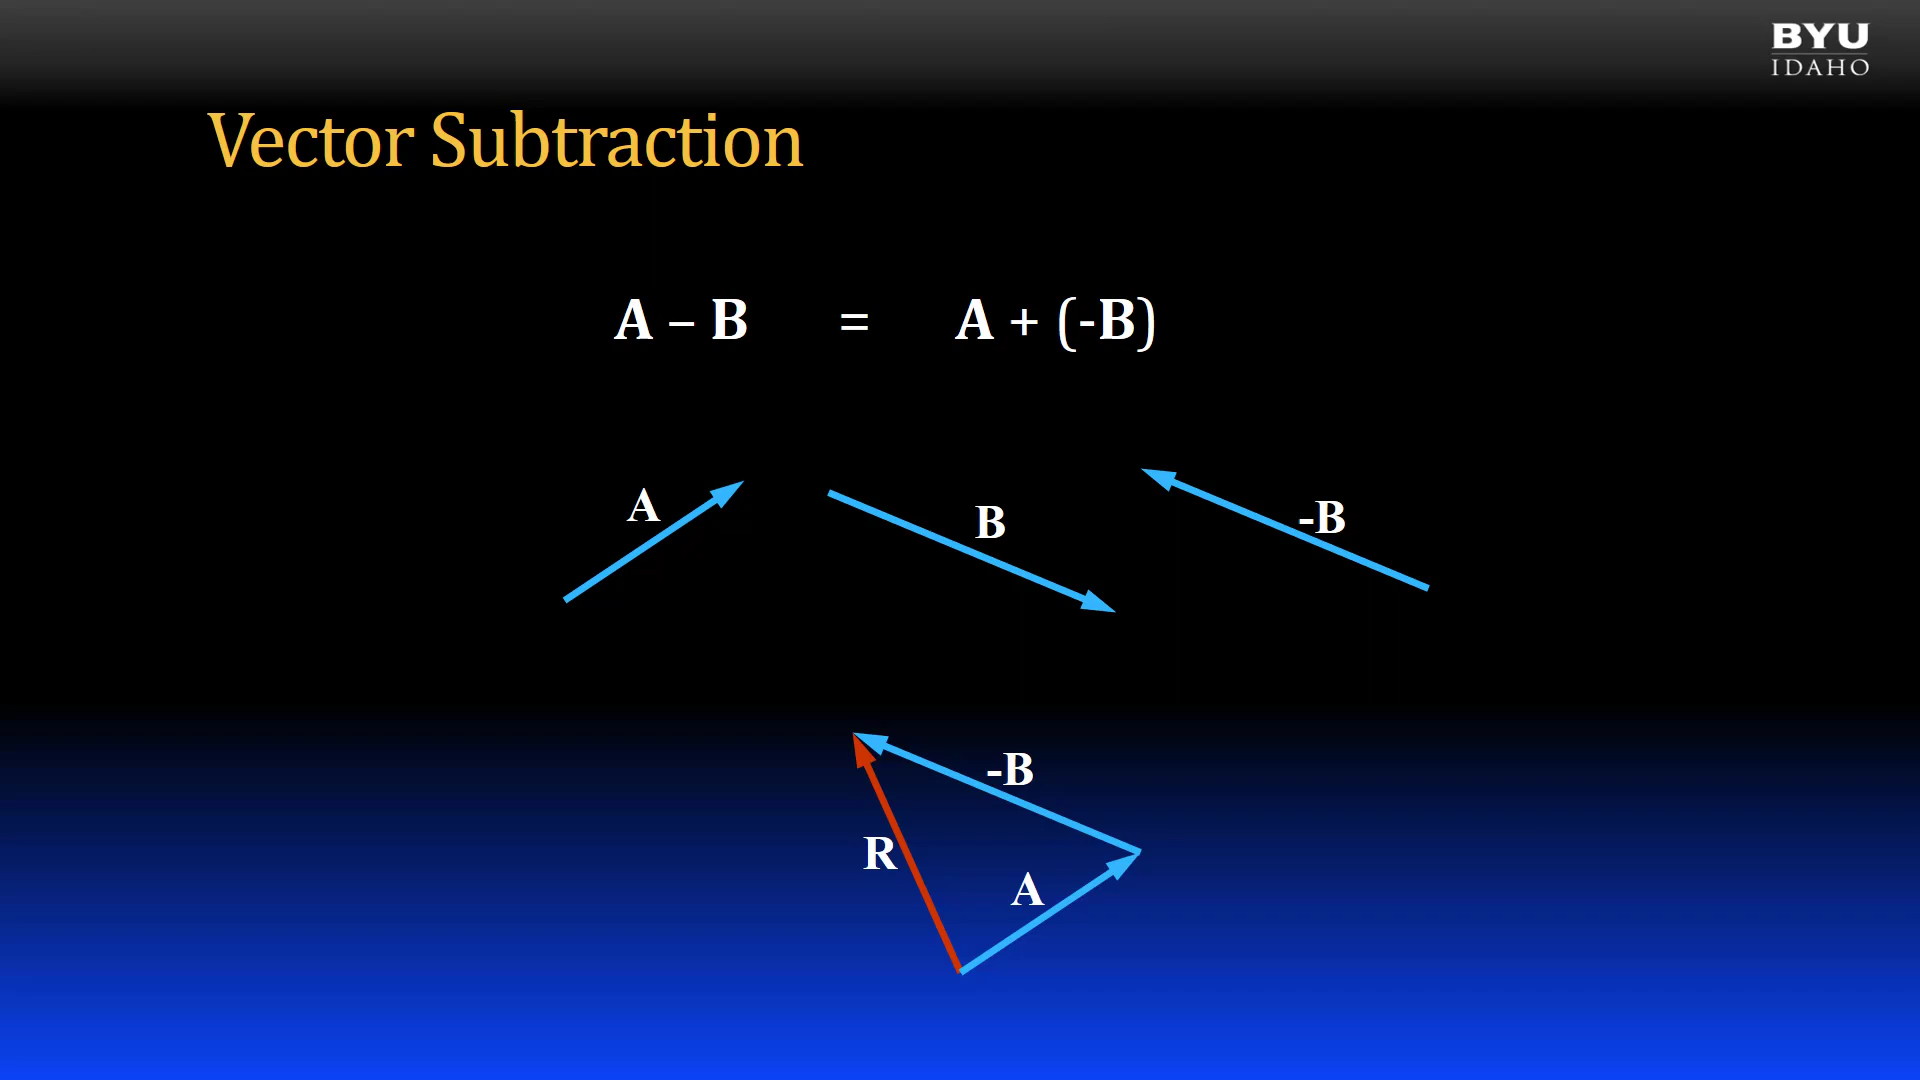 BYU
IDAHO
Vector Subtraction
A – B = A + (-B)
A
B
-B
-B
R
A